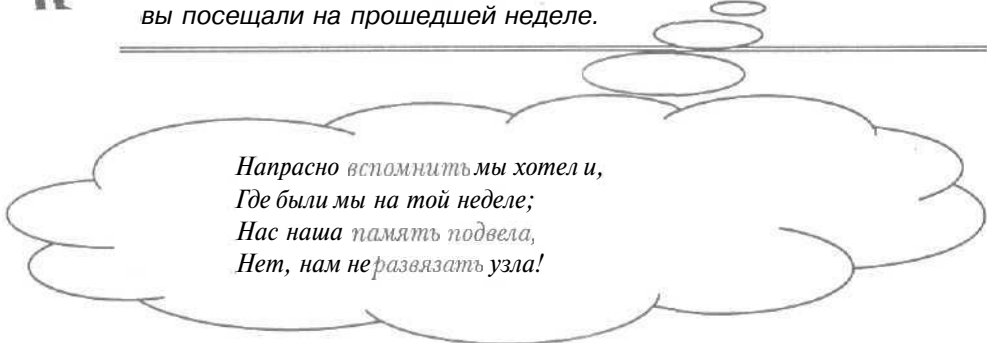 вы посещали на прошедшей неделе.
Напрасно вспомнить мы хотел и,
Где были мы на той неделе;
Нас наша память подвела,
Нет, нам не развязать узла!